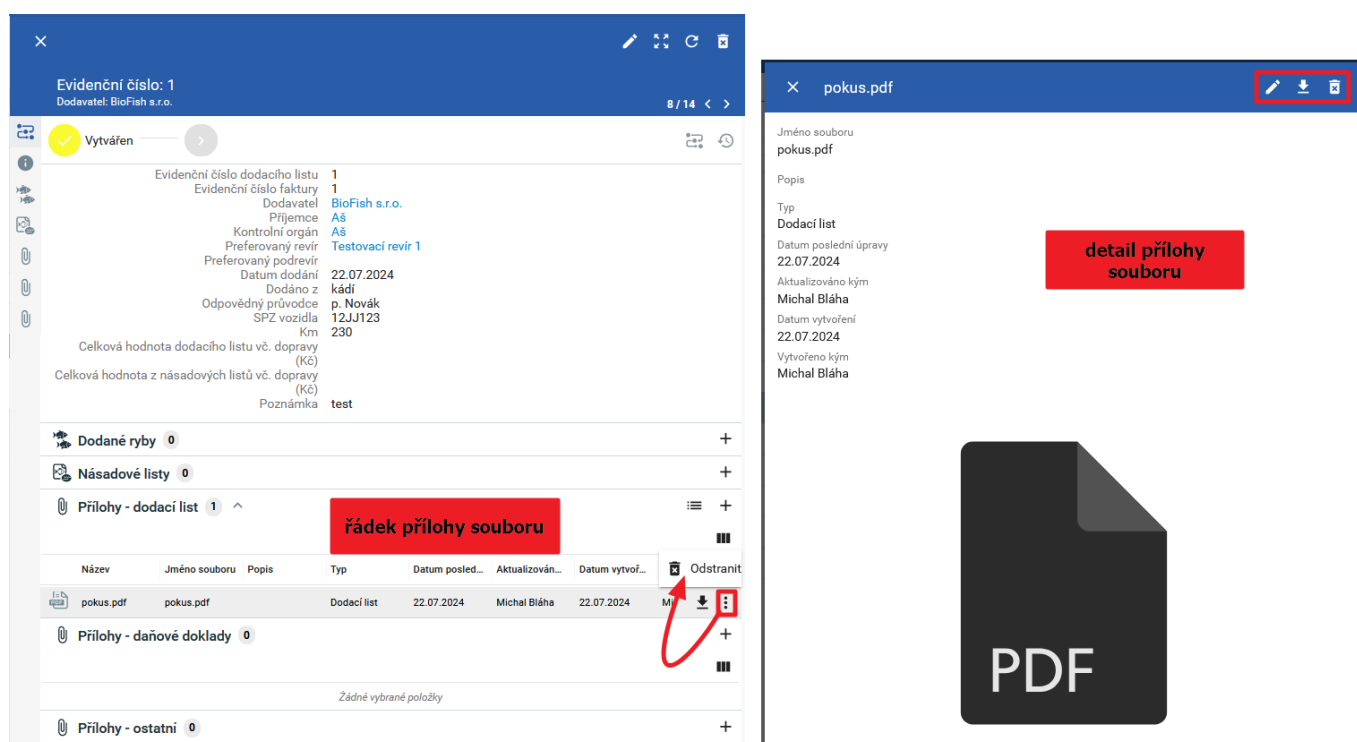 Evidenční číslo: 1
Dodavatel: BioFish s.r.o.
8 / 14
Vytvářen
Evidenční číslo dodacího listu 1
Evidenční číslo faktury 1
Dodavatel BioFish s.r.o.
Příjemce Aš
Kontrolní orgán Aš
Preferovaný revír Testovací revír 1
Preferovaný podrevír
Datum dodání 22.07.2024
Dodáno z kádí
Odpovědný průvodce p. Novák
SPZ vozidla 12JJ123
Km 230
Celková hodnota dodacího listu vč. dopravy
(Kč)
Celková hodnota z násadových listů vč. dopravy
(Kč)
Poznámka test
Dodané ryby 0
Násadové listy 0
Přílohy - dodací list 1
řádek přílohy souboru
Název Jméno souboru Popis Typ Datum posled... Aktualizován... Datum vytvoř... Odstranit
PDF pokus.pdf pokus.pdf Dodací list 22.07.2024 Michal Bláha 22.07.2024
Přílohy - daňové doklady 0
Žádné vybrané položky
Přílohy - ostatní 0
pokus.pdf
Jméno souboru
pokus.pdf
Popis
Typ
Dodací list
Datum poslední úpravy
22.07.2024
Aktualizováno kým
Michal Bláha
Datum vytvoření
22.07.2024
Vytvořeno kým
Michal Bláha
detail přílohy
souboru
PDF